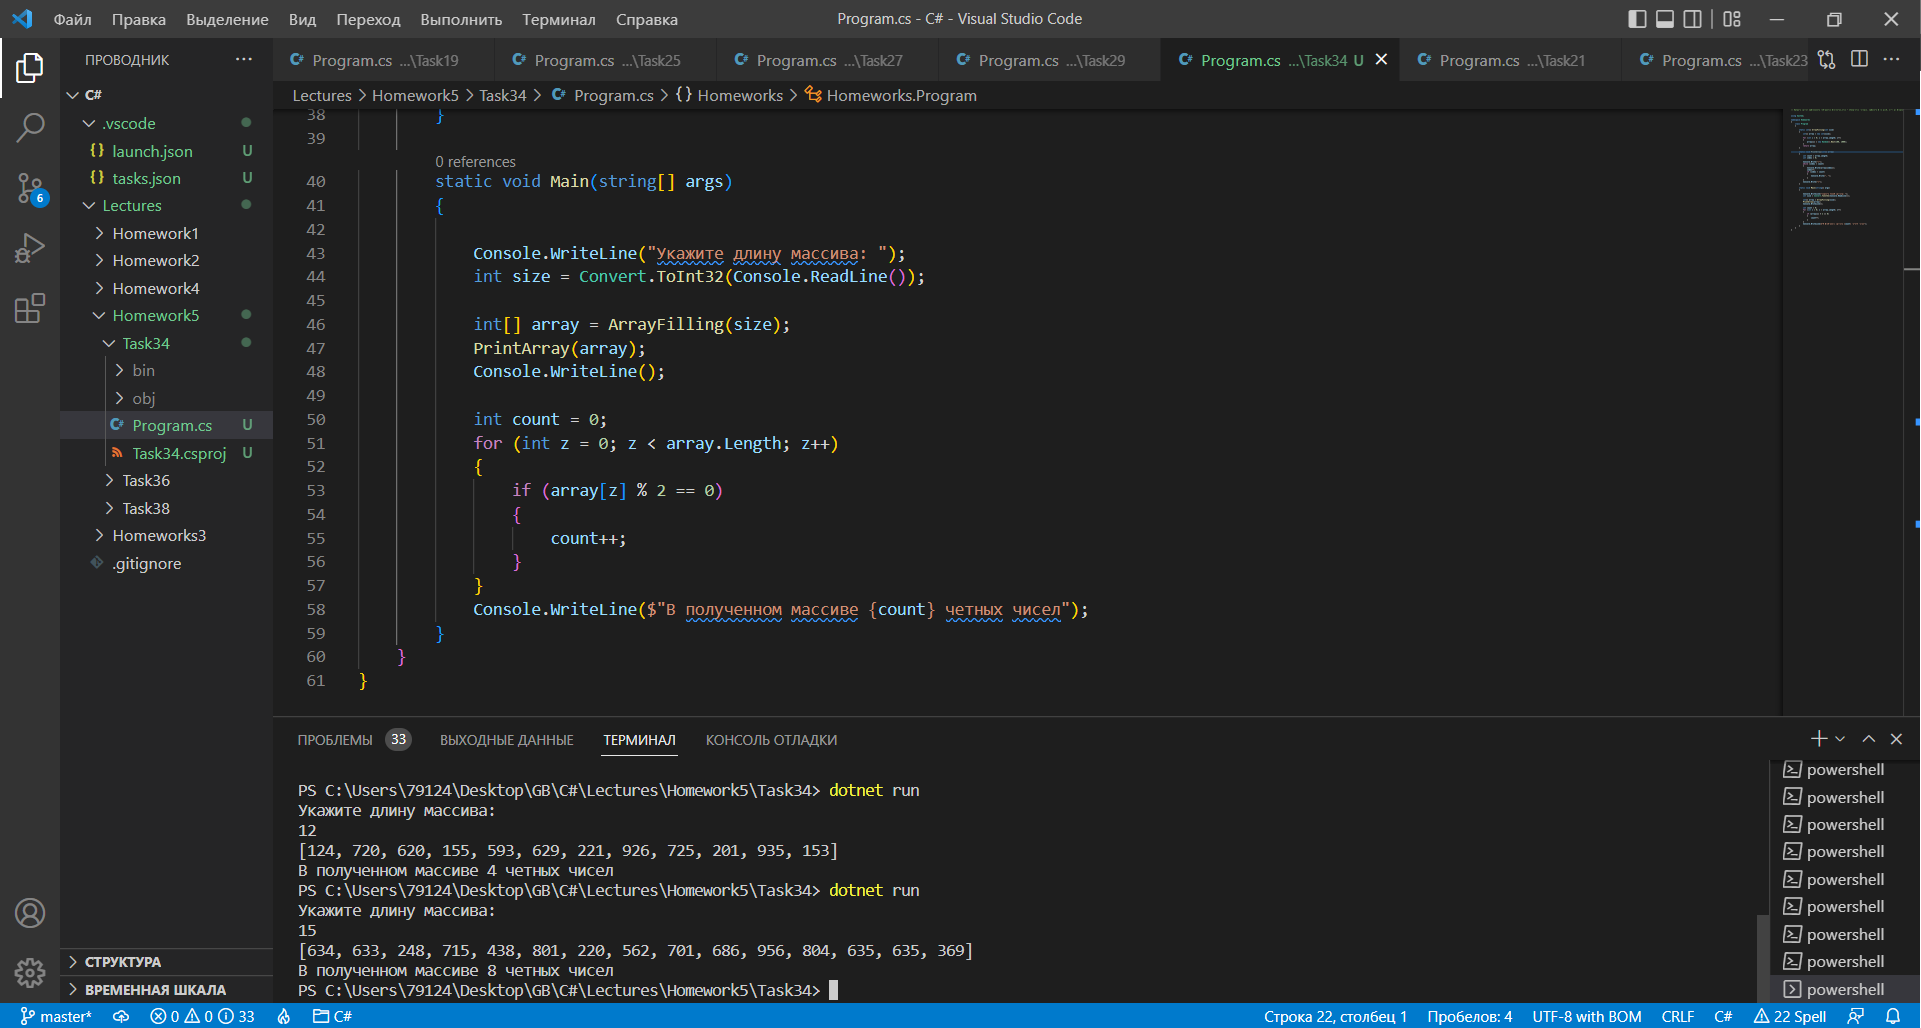 Файл Правка Выделение Вид Переход Выполнить Терминал Справка
Program.cs - C# - Visual Studio Code
ПРОВОДНИК ...
C#
.vscode
launch.json U
tasks.json U
Lectures
Homework1
Homework2
Homework4
Homework5
Task34
bin
obj
Program.cs U
Task34.csproj U
Task36
Task38
Homeworks3
.gitignore
СТРУКТУРА
ВРЕМЕННАЯ ШКАЛА
6
Program.cs ...\Task19 Program.cs ...\Task25 Program.cs ...\Task27 Program.cs ...\Task29 Program.cs ...\Task34 U Program.cs ...\Task21 Program.cs ...\Task23
Lectures > Homework5 > Task34 > Program.cs > {} Homeworks > Homeworks.Program
38 }
39
0 references
40 static void Main(string[] args)
41 {
42
43 Console.WriteLine("Укажите длину массива: ");
44 int size = Convert.ToInt32(Console.ReadLine());
45
46 int[] array = ArrayFilling(size);
47 PrintArray(array);
48 Console.WriteLine();
49
50 int count = 0;
51 for (int z = 0; z < array.Length; z++)
52 {
53 if (array[z] % 2 == 0)
54 {
55 count++;
56 }
57 }
58 Console.WriteLine($"В полученном массиве {count} четных чисел");
59 }
60 }
61 }
ПРОБЛЕМЫ 33 ВЫХОДНЫЕ ДАННЫЕ ТЕРМИНАЛ КОНСОЛЬ ОТЛАДКИ
PS C:\Users\79124\Desktop\GB\C#\Lectures\Homework5\Task34> dotnet run
Укажите длину массива:
12
[124, 720, 620, 155, 593, 629, 221, 926, 725, 201, 935, 153]
В полученном массиве 4 четных чисел
PS C:\Users\79124\Desktop\GB\C#\Lectures\Homework5\Task34> dotnet run
Укажите длину массива:
15
[634, 633, 248, 715, 438, 801, 220, 562, 701, 686, 956, 804, 635, 635, 369]
В полученном массиве 8 четных чисел
PS C:\Users\79124\Desktop\GB\C#\Lectures\Homework5\Task34>
powershell
powershell
powershell
powershell
powershell
powershell
powershell
powershell
powershell
master* 0 0 33 C# Строка 22, столбец 1 Пробелов: 4 UTF-8 with BOM CRLF C# 22 Spell